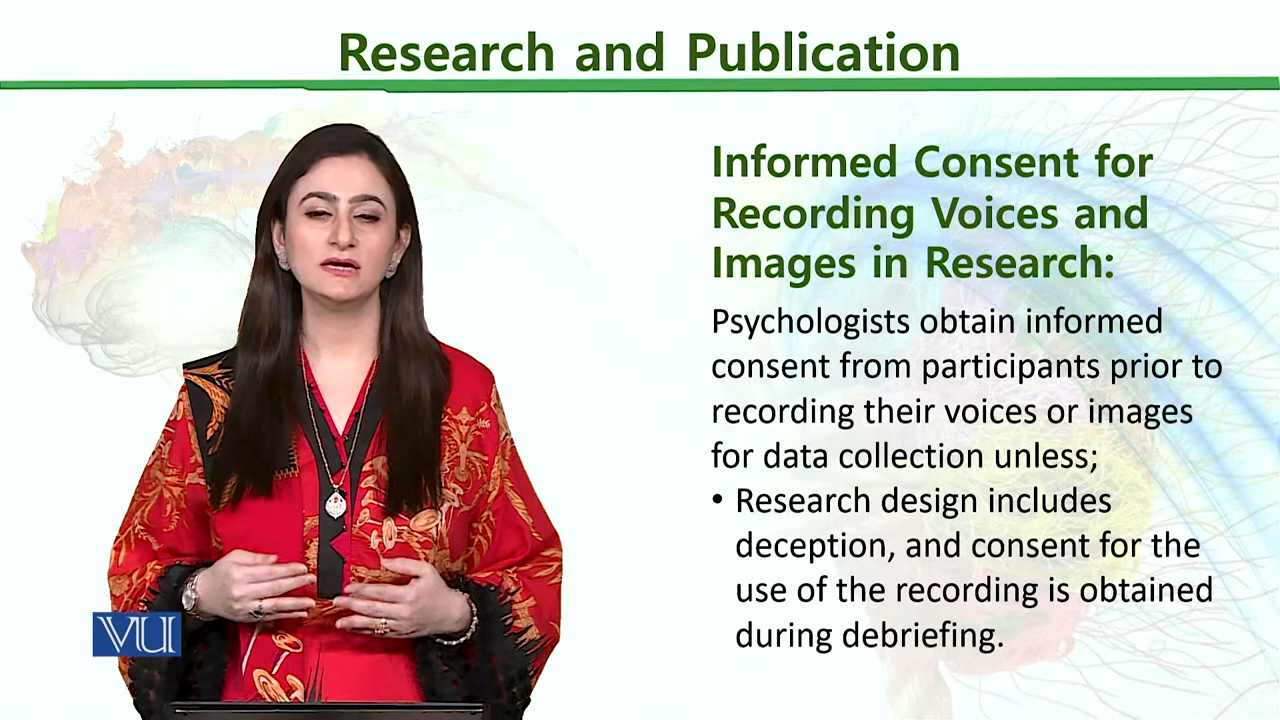 Research and Publication
Informed Consent for
Recording Voices and
Images in Research:
Psychologists obtain informed
consent from participants prior to
recording their voices or images
for data collection unless;
• Research design includes
deception, and consent for the
use of the recording is obtained
during debriefing.
VU